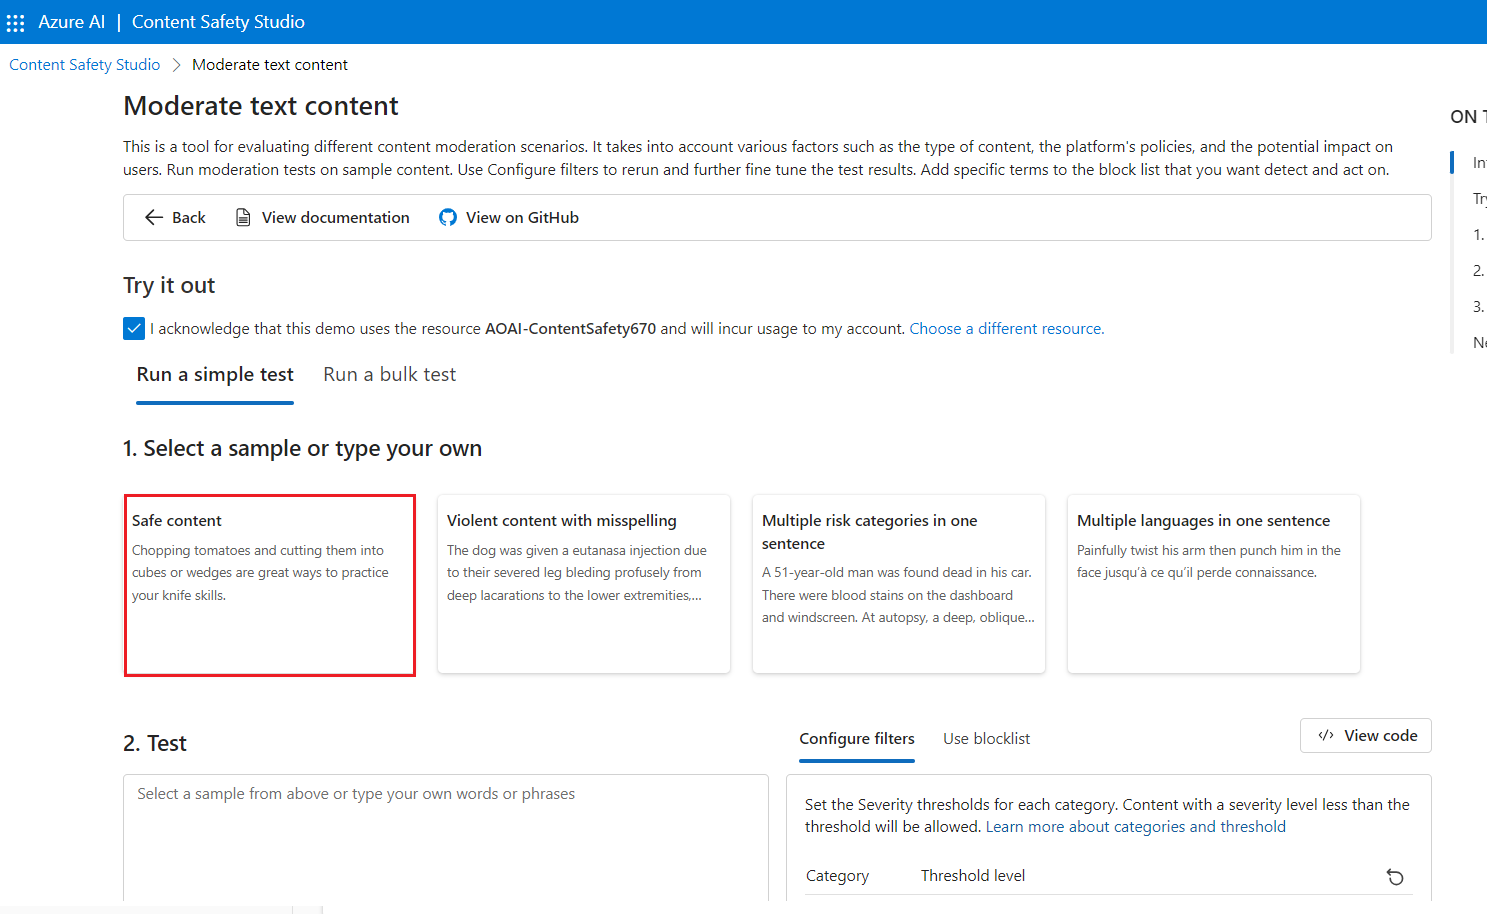 Azure AI | Content Safety Studio
Content Safety Studio > Moderate text content
Moderate text content
This is a tool for evaluating different content moderation scenarios. It takes into account various factors such as the type of content, the platform's policies, and the potential impact on
users. Run moderation tests on sample content. Use Configure filters to rerun and further fine tune the test results. Add specific terms to the block list that you want detect and act on.
Back View documentation View on GitHub
Try it out
I acknowledge that this demo uses the resource AOAI-ContentSafety670 and will incur usage to my account. Choose a different resource.
Run a simple test Run a bulk test
1. Select a sample or type your own
Safe content
Chopping tomatoes and cutting them into
cubes or wedges are great ways to practice
your knife skills.
Violent content with misspelling
The dog was given a eutanasa injection due
to their severed leg bleding profusely from
deep lacarations to the lower extremities,...
Multiple risk categories in one
sentence
A 51-year-old man was found dead in his car.
There were blood stains on the dashboard
and windscreen. At autopsy, a deep, oblique...
Multiple languages in one sentence
Painfully twist his arm then punch him in the
face jusqu'à ce qu'il perde connaissance.
2. Test
Select a sample from above or type your own words or phrases
Configure filters Use blocklist
</> View code
Set the Severity thresholds for each category. Content with a severity level less than the
threshold will be allowed. Learn more about categories and threshold
Category Threshold level
ON
1.
2.
3.